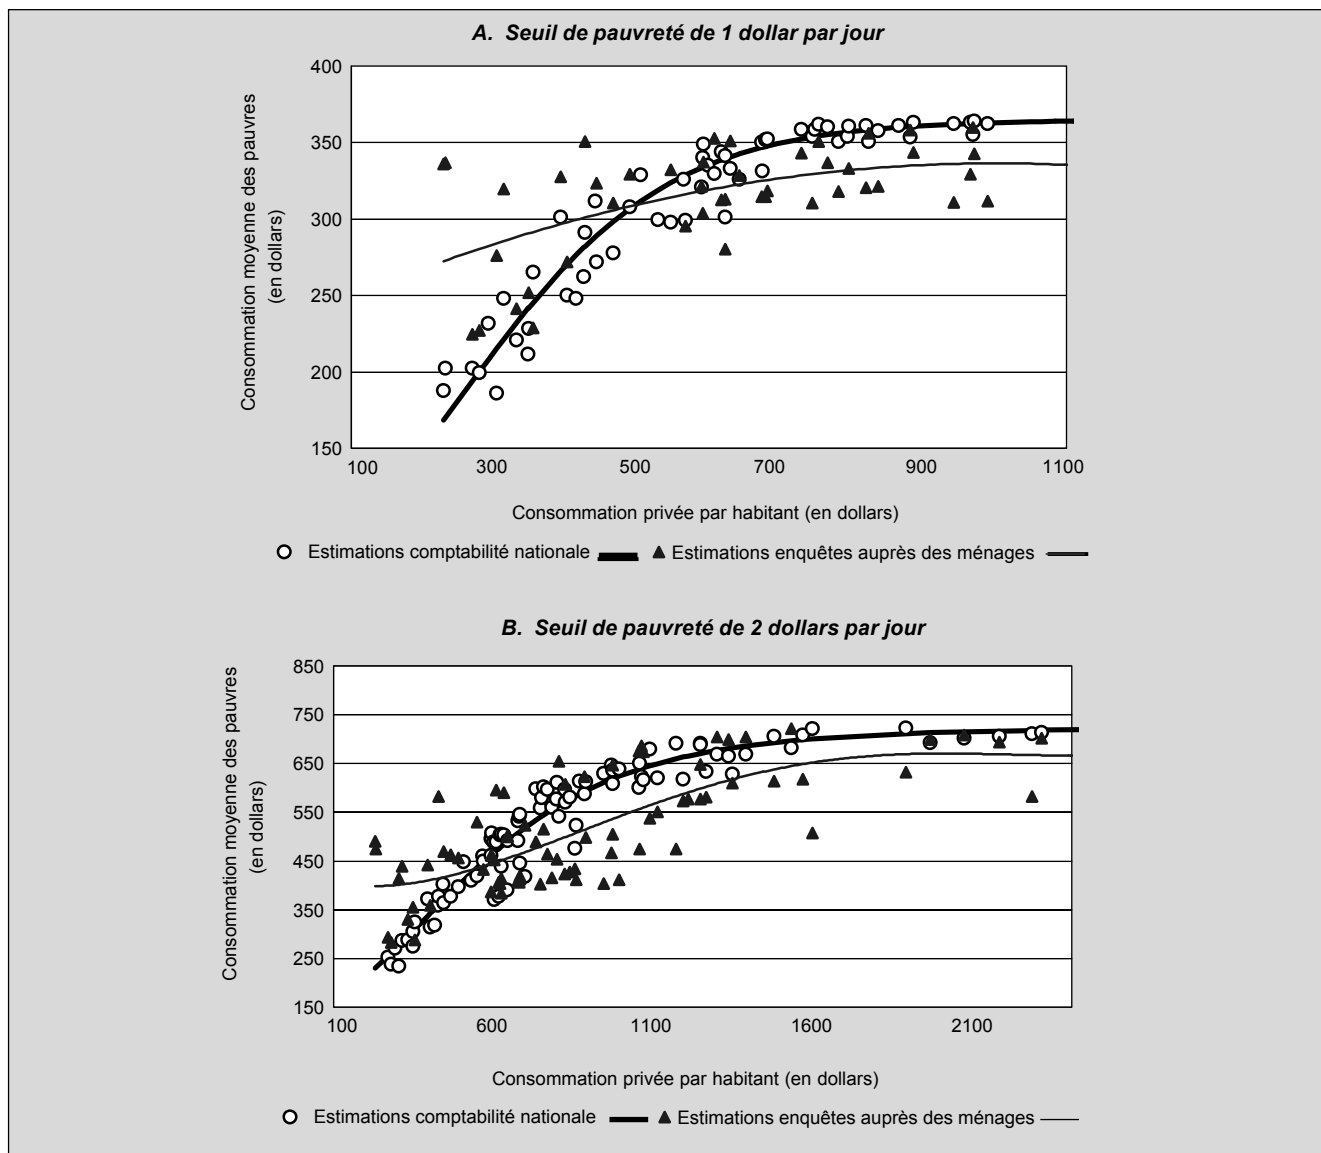 A. Seuil de pauvreté de 1 dollar par jour
400
350
300
250
200
150
Consommation moyenne des pauvres
(en dollars)
100 300 500 700 900 1100
Consommation privée par habitant (en dollars)
Estimations comptabilité nationale Estimations enquêtes auprès des ménages
B. Seuil de pauvreté de 2 dollars par jour
850
750
650
550
450
350
250
150
Consommation moyenne des pauvres
(en dollars)
100 600 1100 1600 2100
Consommation privée par habitant (en dollars)
Estimations comptabilité nationale Estimations enquêtes auprès des ménages